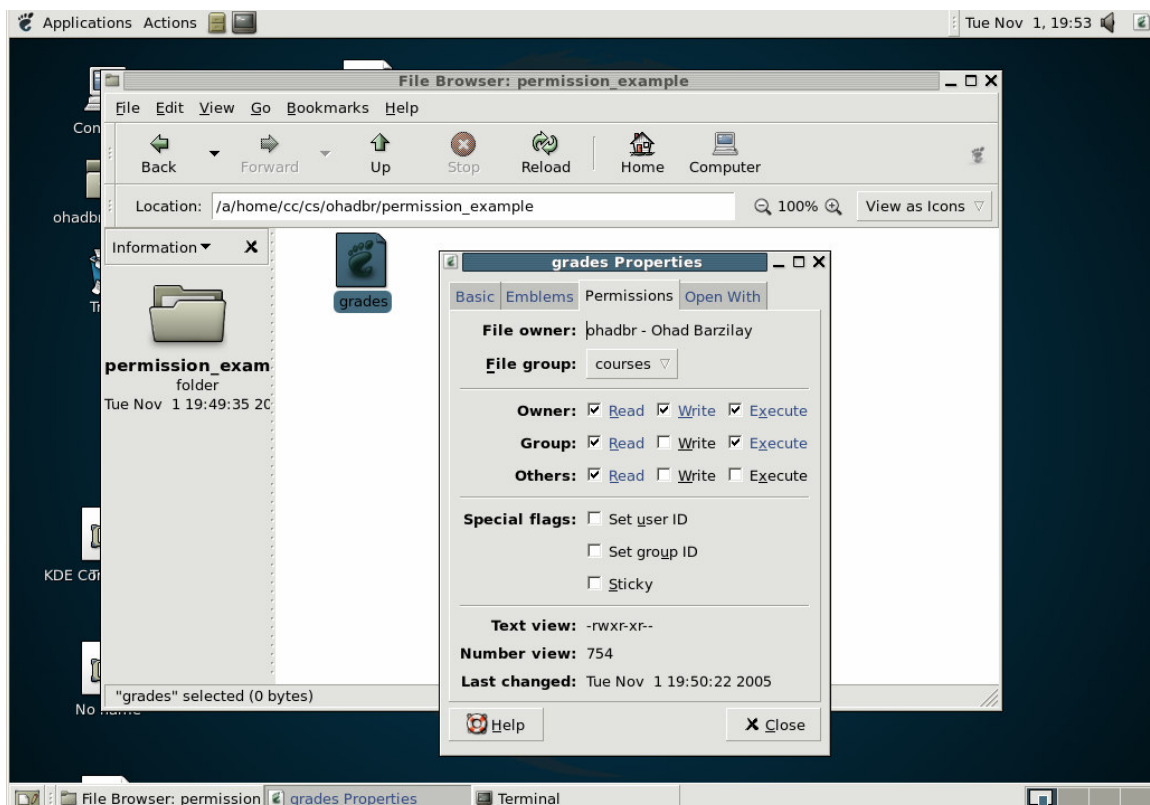 Applications Actions
Tue Nov 1, 19:53
File Browser: permission_example
File Edit View Go Bookmarks Help
Back Forward Up Stop Reload Home Computer
Location: /a/home/cc/cs/ohadbr/permission_example 100% View as Icons
Information
permission_exam
folder
Tue Nov 1 19:49:35 20
grades
grades Properties
Basic Emblems Permissions Open With
File owner: ohadbr - Ohad Barzilay
File group: courses
Owner: Read Write Execute
Group: Read Write Execute
Others: Read Write Execute
Special flags: Set user ID
Set group ID
Sticky
Text view: -rwxr-xr--
Number view: 754
Last changed: Tue Nov 1 19:50:22 2005
Help Close
"grades" selected (0 bytes)
Con
ohadbr
KDE
No name
File Browser: permission grades Properties Terminal